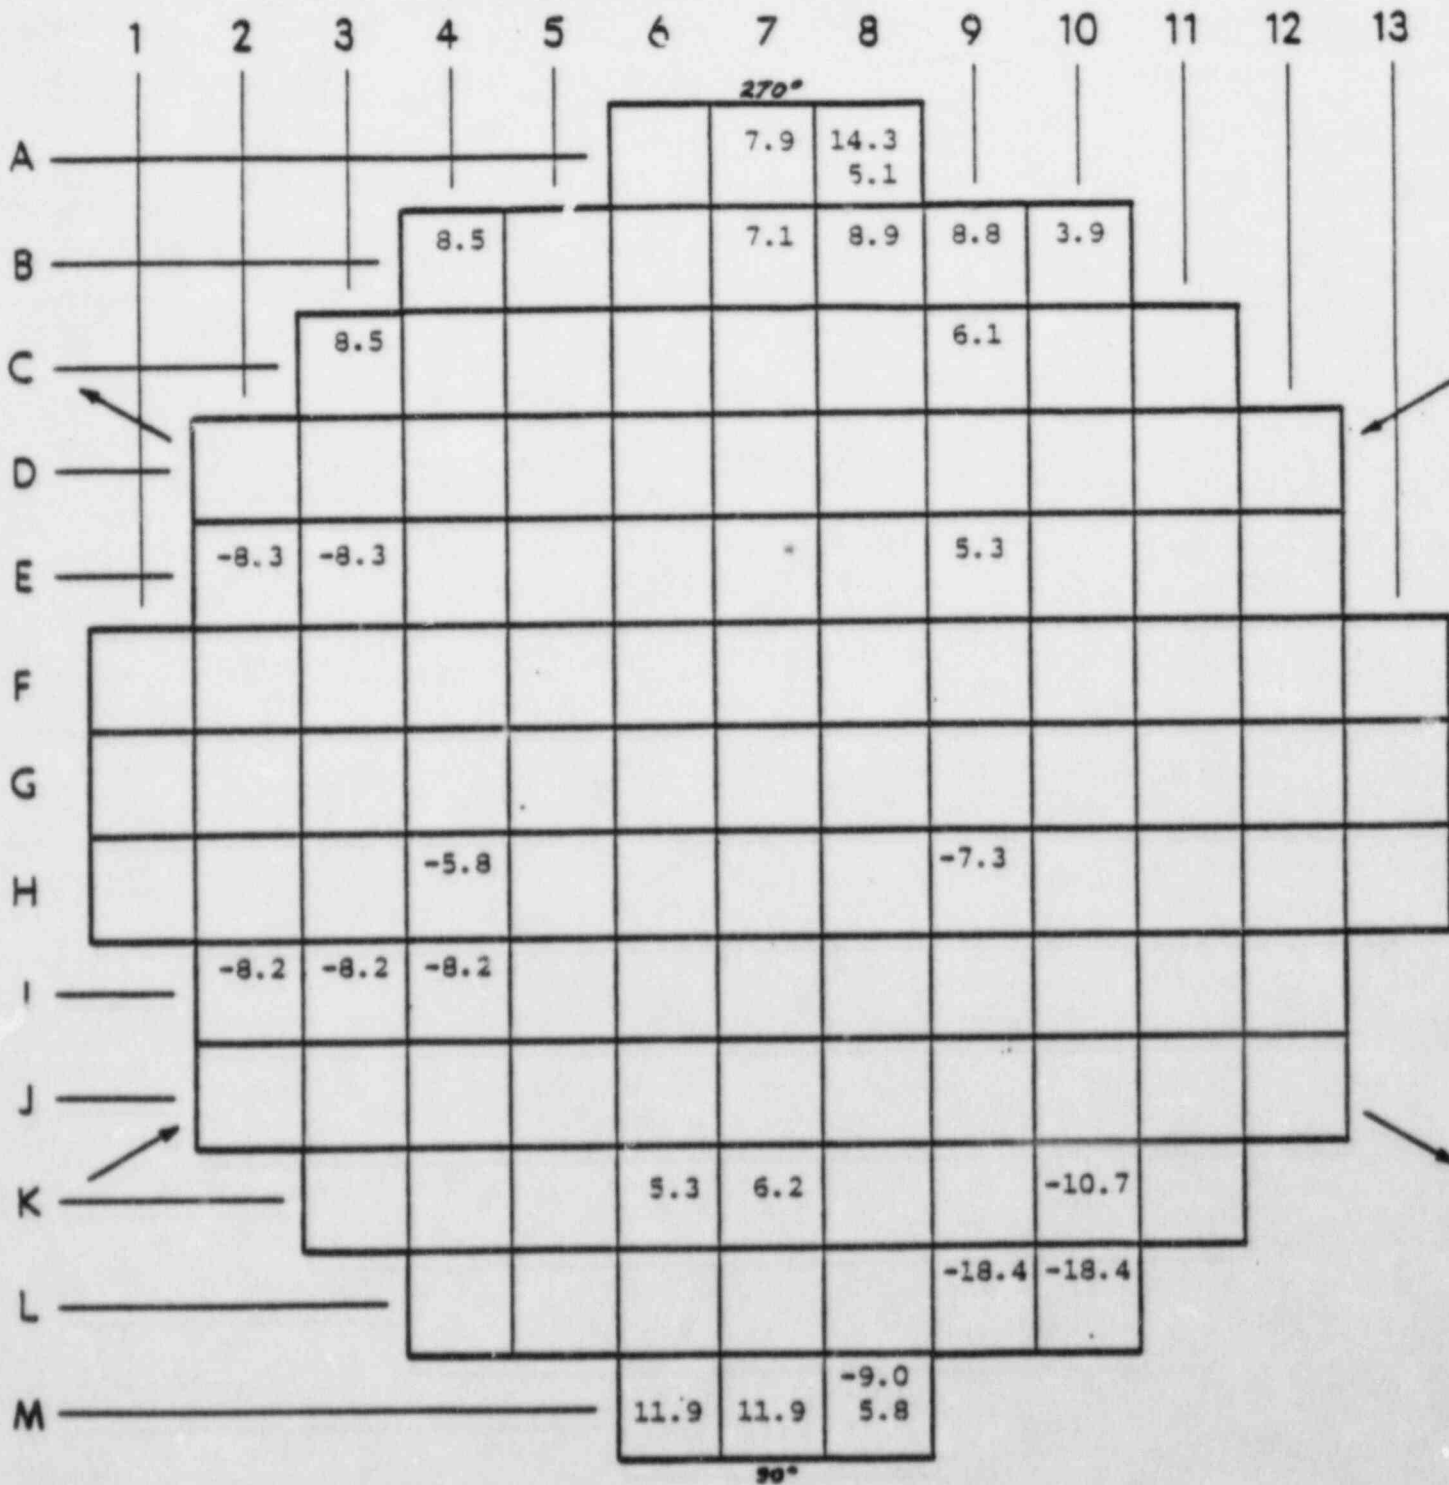 1 2 3 4 5 6 7 8 9 10 11 12 13
270°
A 7.9 14.3
5.1
B 8.5 7.1 8.9 8.8 3.9
C 8.5 6.1
D
E -8.3 -8.3 5.3
F
G
H -5.8 -7.3
I -8.2 -8.2 -8.2
J
K 5.3 6.2 -10.7
L -18.4 -18.4
-9.0
M 11.9 11.9 5.8
90°